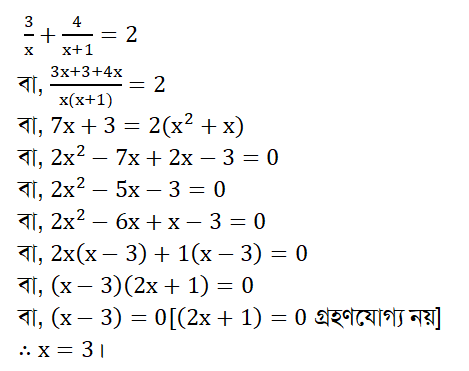 3/x + 4/(x+1) = 2
বা, (3x+3+4x)/(x(x+1)) = 2
বা, 7x + 3 = 2(x² + x)
বা, 2x² − 7x + 2x − 3 = 0
বা, 2x² − 5x − 3 = 0
বা, 2x² − 6x + x − 3 = 0
বা, 2x(x − 3) + 1(x − 3) = 0
বা, (x − 3)(2x + 1) = 0
বা, (x − 3) = 0[(2x + 1) = 0 গ্রহণযোগ্য নয়]
∴ x = 3।